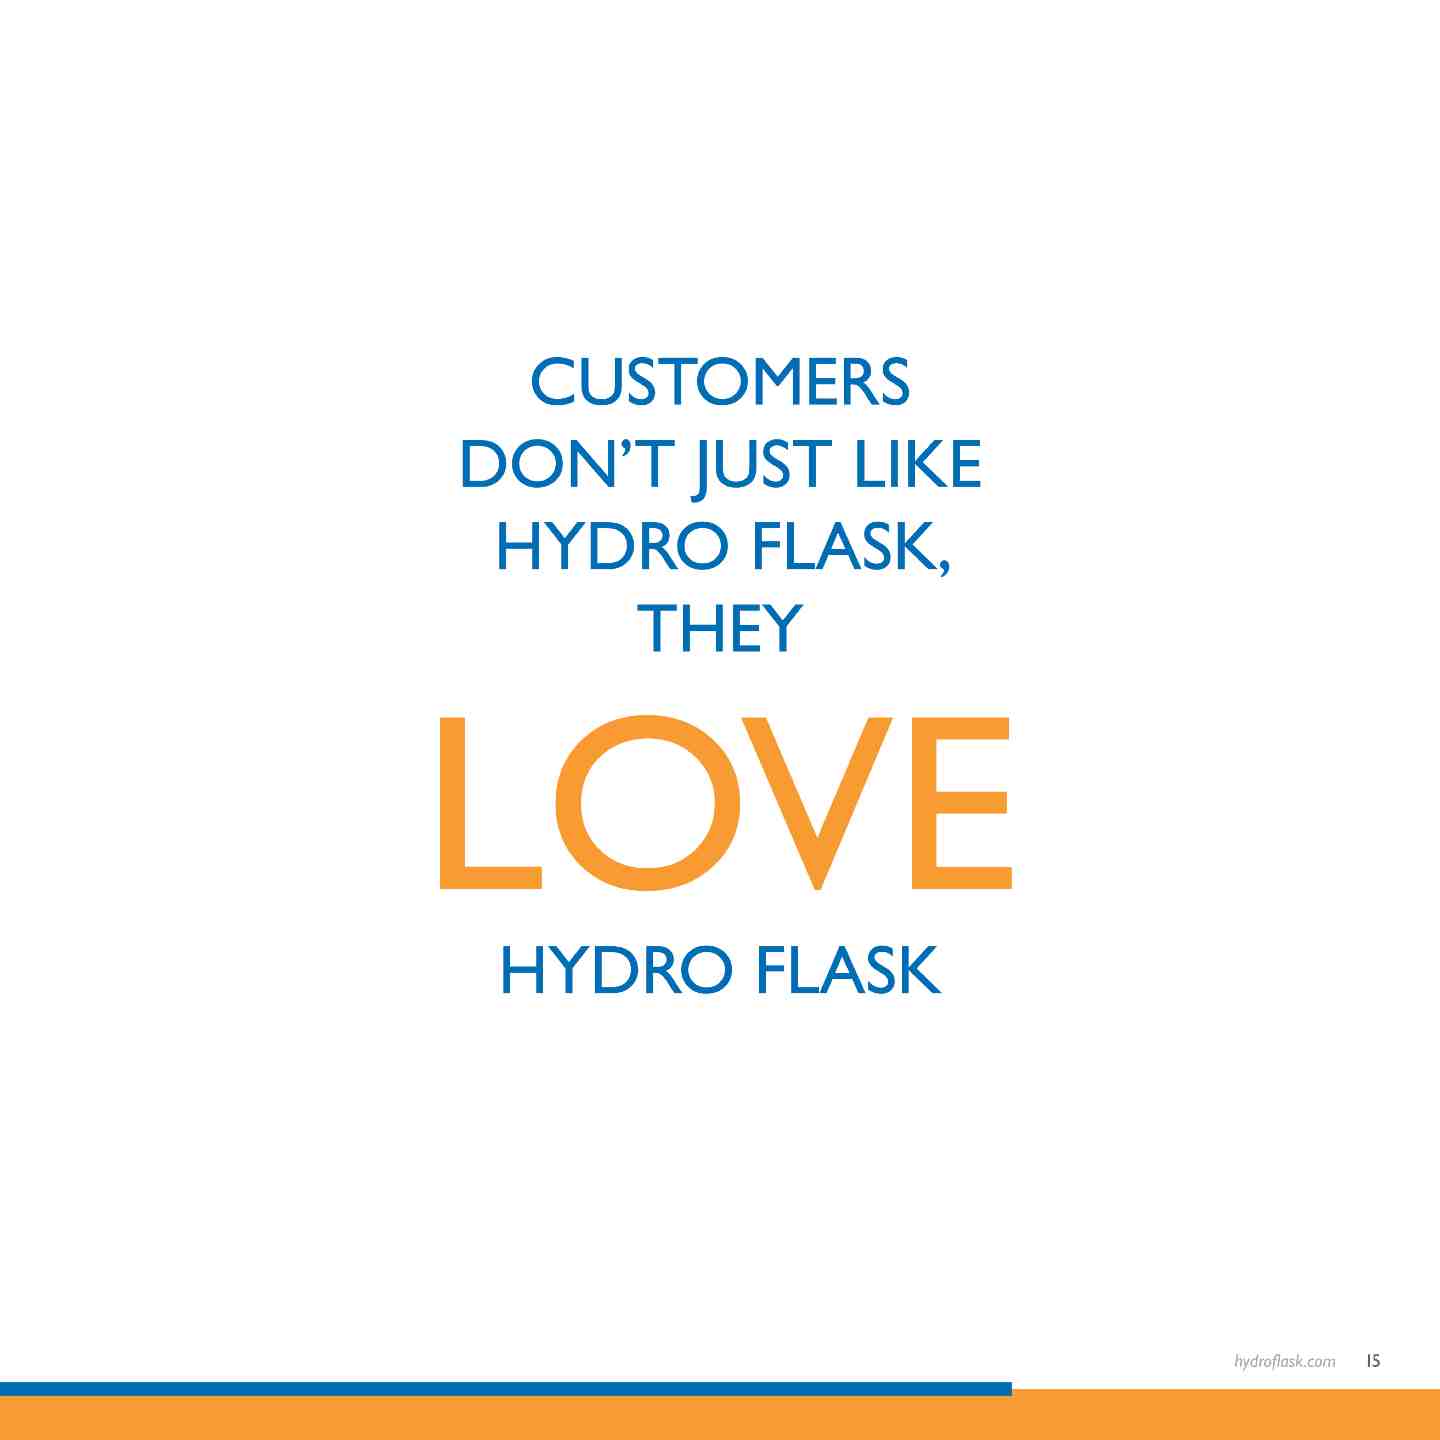 CUSTOMERS
DON’T JUST LIKE
HYDRO FLASK,
THEY
LOVE
HYDRO FLASK
hydroflask.com 15